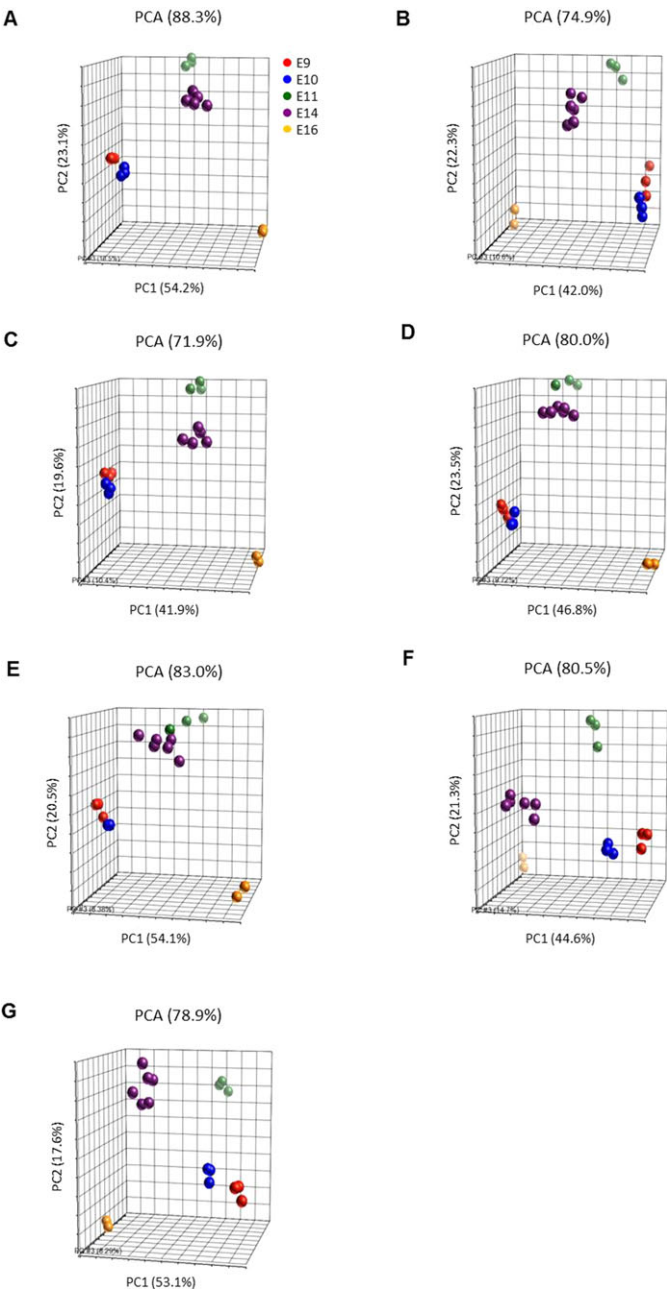 A
PCA (88.3%)
PC2 (23.1%)
PC1 (54.2%)
E9
E10
E11
E14
E16
B
PCA (74.9%)
PC2 (22.3%)
PC1 (42.0%)
C
PCA (71.9%)
PC2 (19.6%)
PC1 (41.9%)
D
PCA (80.0%)
PC2 (23.5%)
PC1 (46.8%)
E
PCA (83.0%)
PC2 (20.5%)
PC1 (54.1%)
F
PCA (80.5%)
PC2 (21.3%)
PC1 (44.6%)
G
PCA (78.9%)
PC2 (17.6%)
PC1 (53.1%)